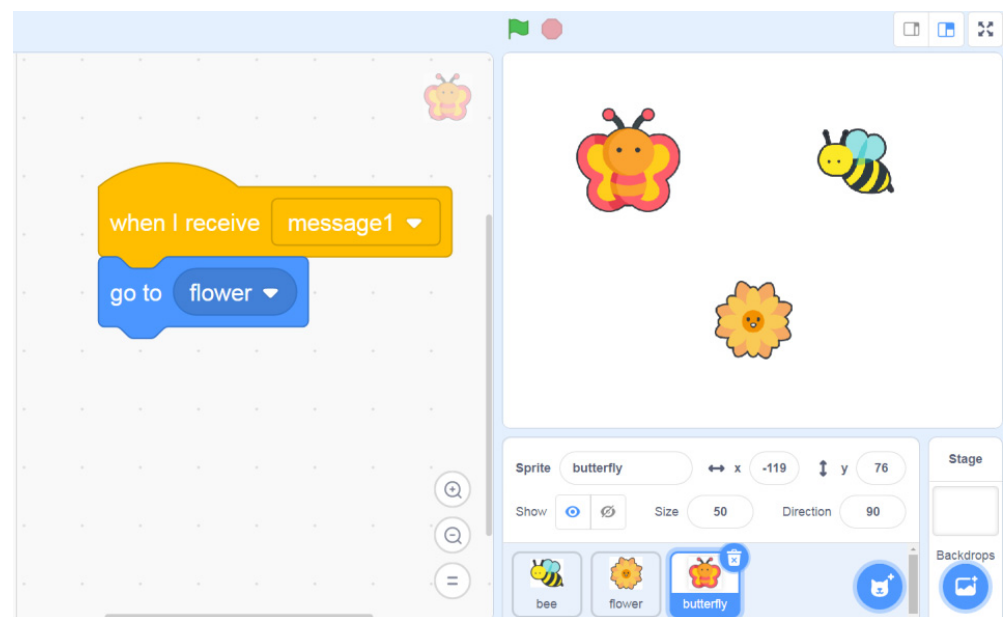 when I receive message1
go to flower
Sprite butterfly x -119 y 76
Show Size 50 Direction 90
Stage
Backdrops
bee flower butterfly